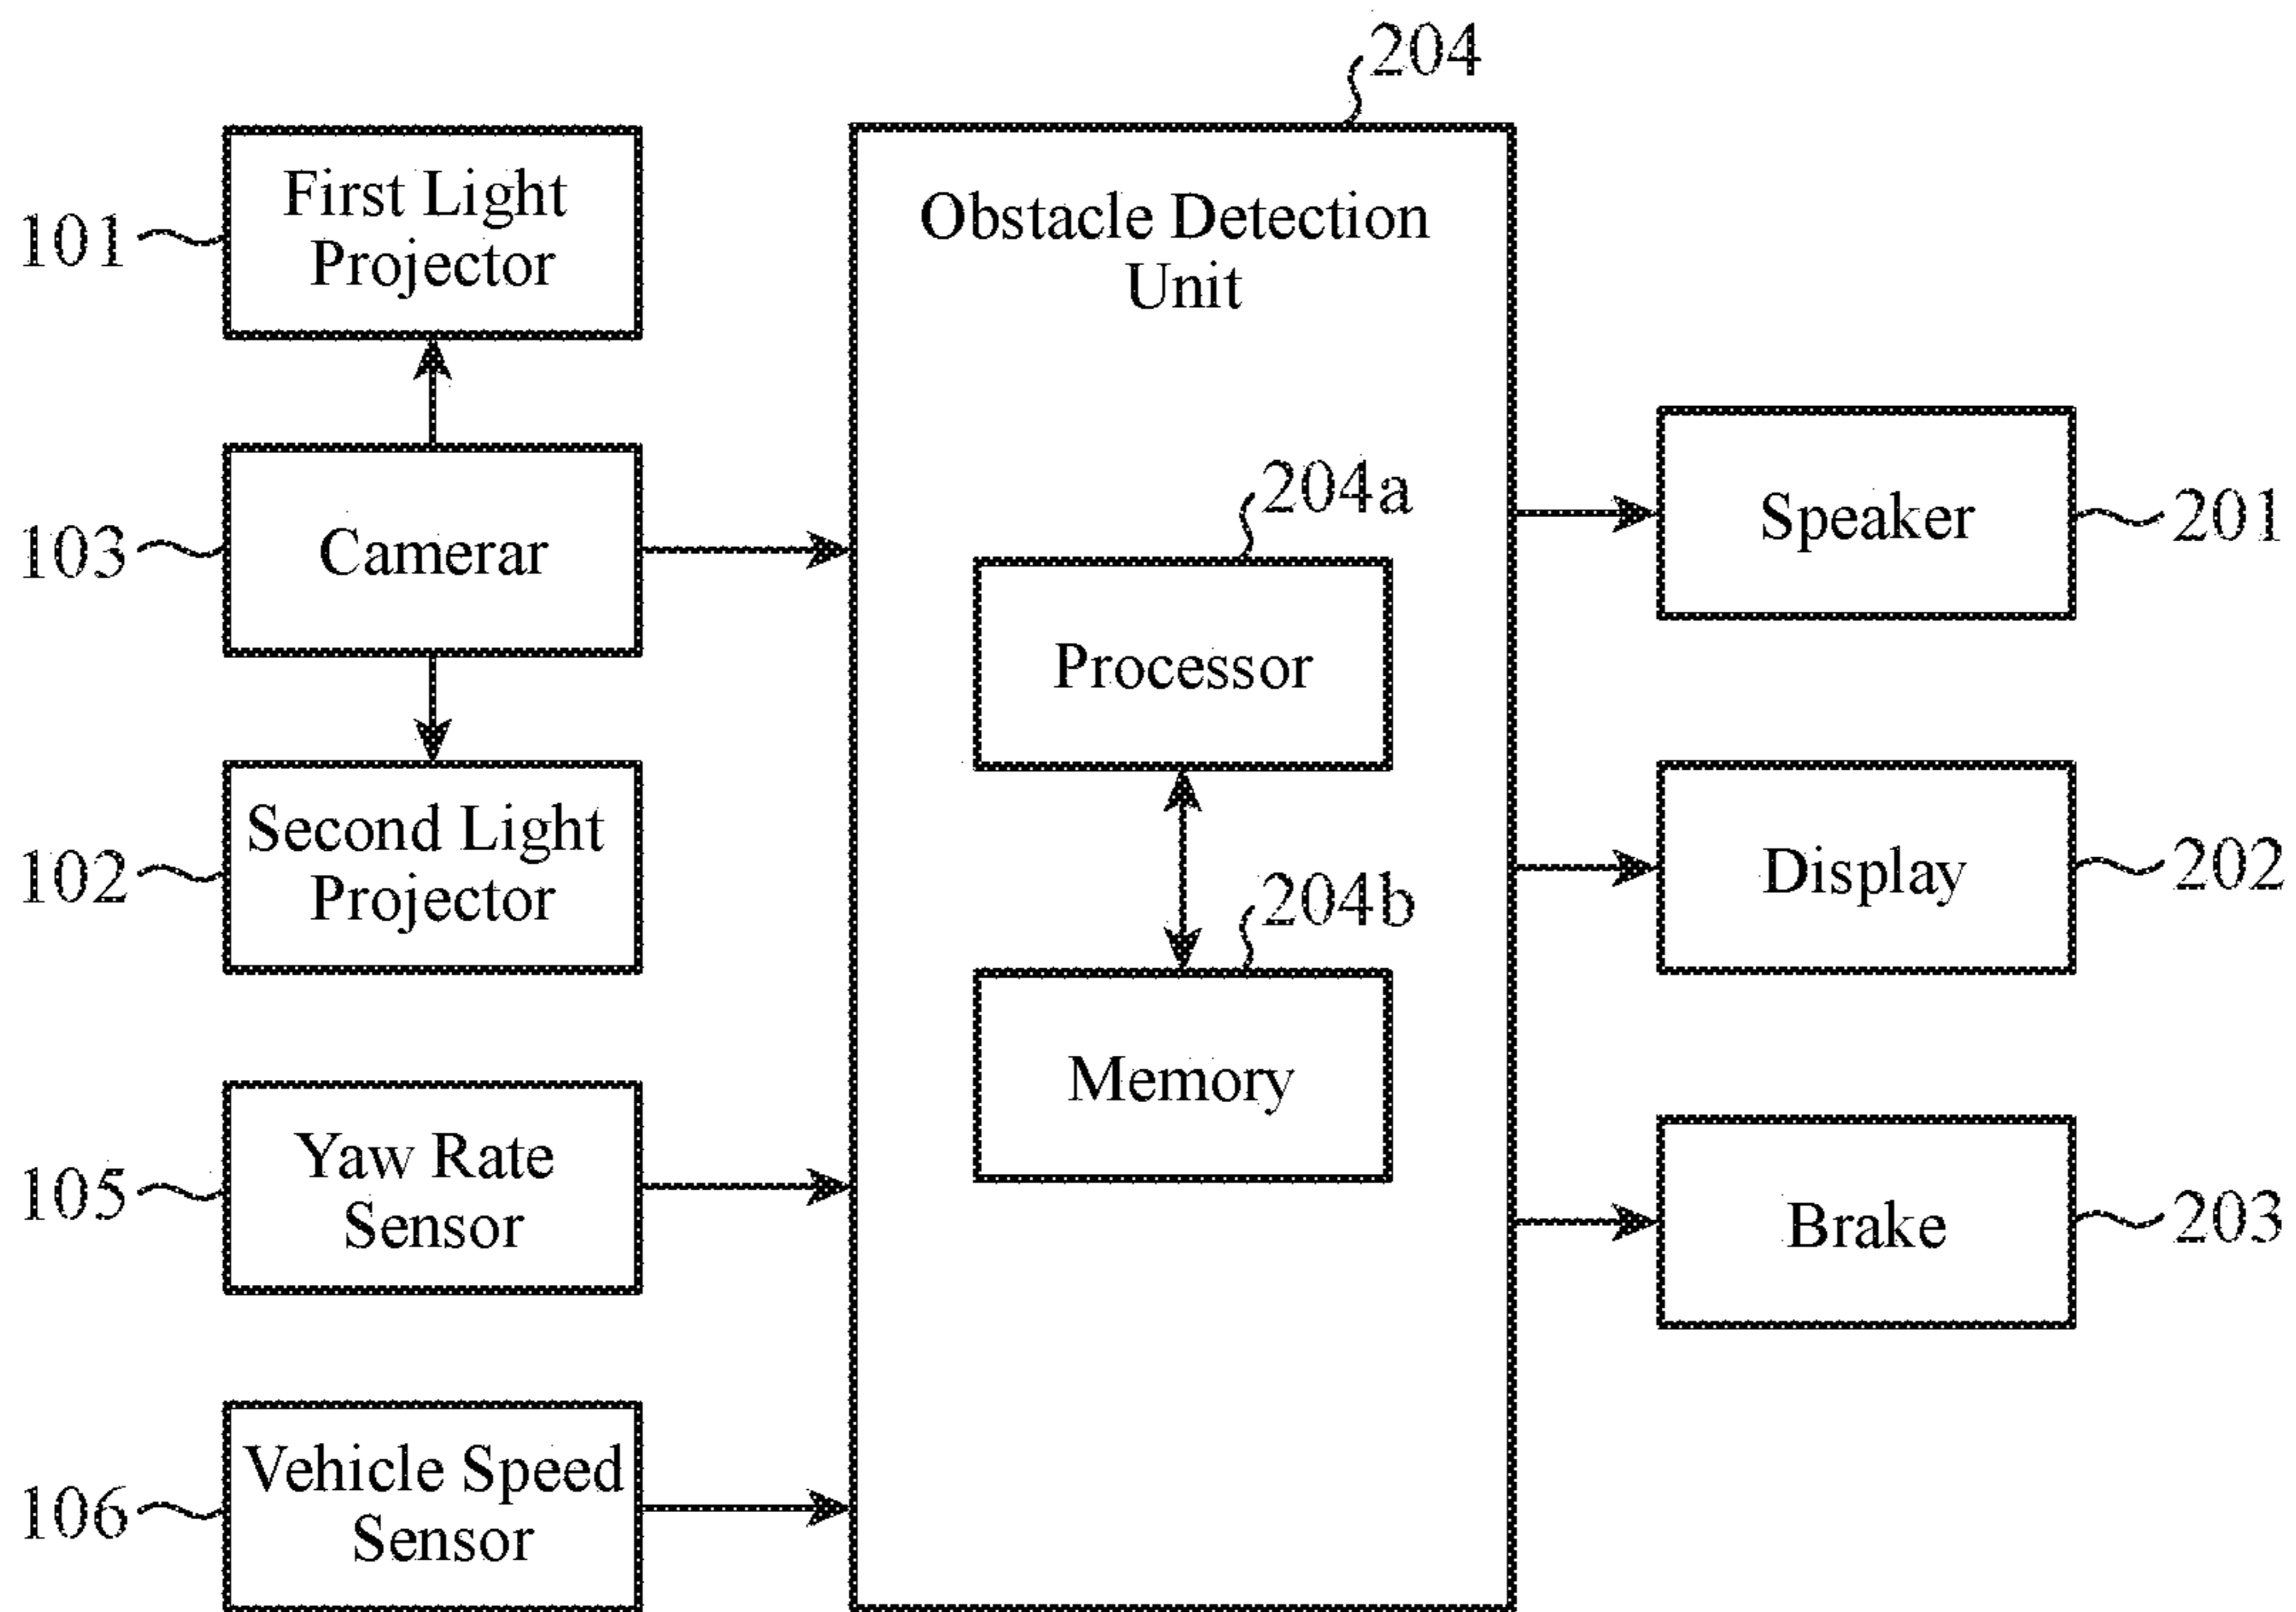 204
First Light
Projector
101
Obstacle Detection
Unit
103
Camerar
204a
Processor
Speaker
201
Second Light
Projector
102
204b
Memory
Display
202
Yaw Rate
Sensor
105
Brake
203
Vehicle Speed
Sensor
106